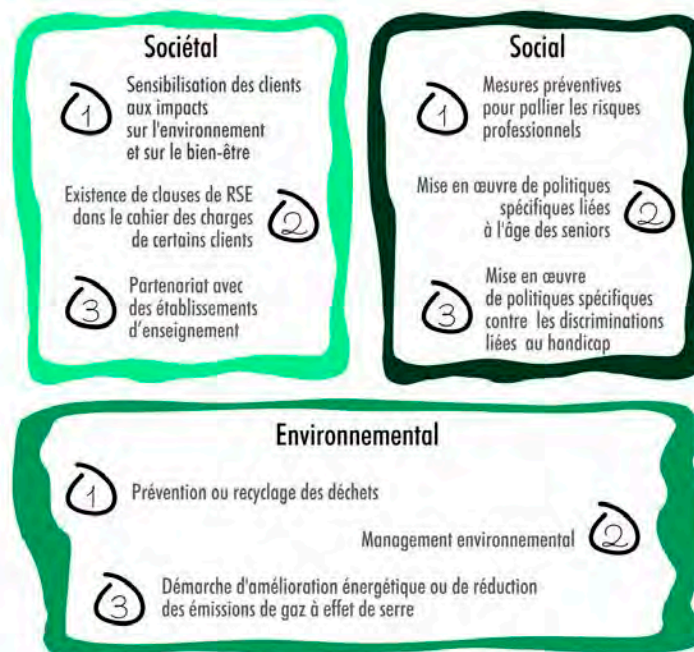 Sociétal
1
Sensibilisation des clients
aux impacts
sur l'environnement
et sur le bien-être
Existence de clauses de RSE
dans le cahier des charges
de certains clients
2
3
Partenariat avec
des établissements
d'enseignement
Social
1
Mesures préventives
pour pallier les risques
professionnels
Mise en œuvre de politiques
spécifiques liées
à l'âge des seniors
2
3
Mise en œuvre
de politiques spécifiques
contre les discriminations
liées au handicap
Environnemental
1
Prévention ou recyclage des déchets
Management environnemental
2
3
Démarche d'amélioration énergétique ou de réduction
des émissions de gaz à effet de serre